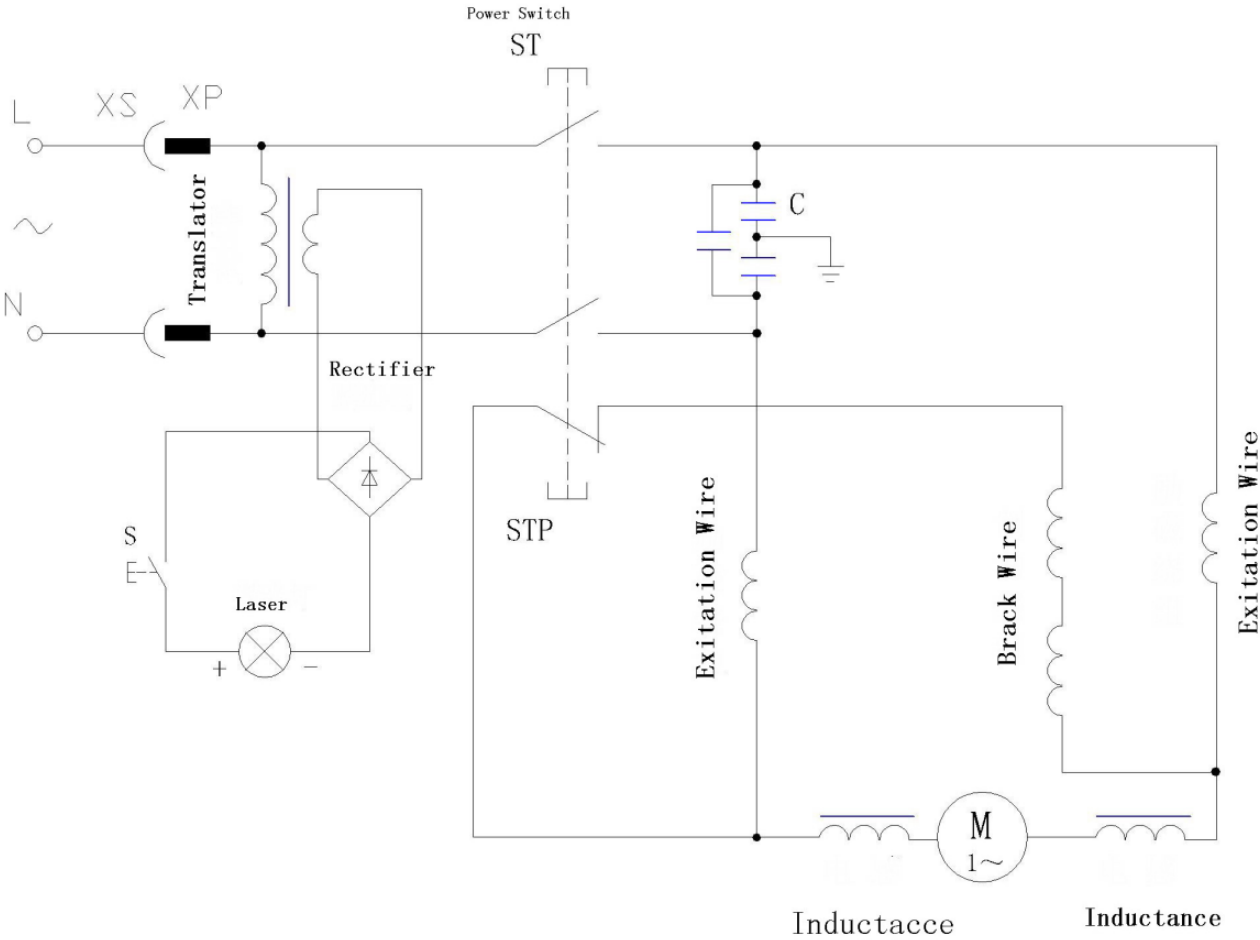 Power Switch
ST
L
XS
XP
Translator
C
N
Rectifier
STP
S
Laser
+
−
Exitation Wire
Brack Wire
Exitation Wire
M
1~
Inductacce
Inductance